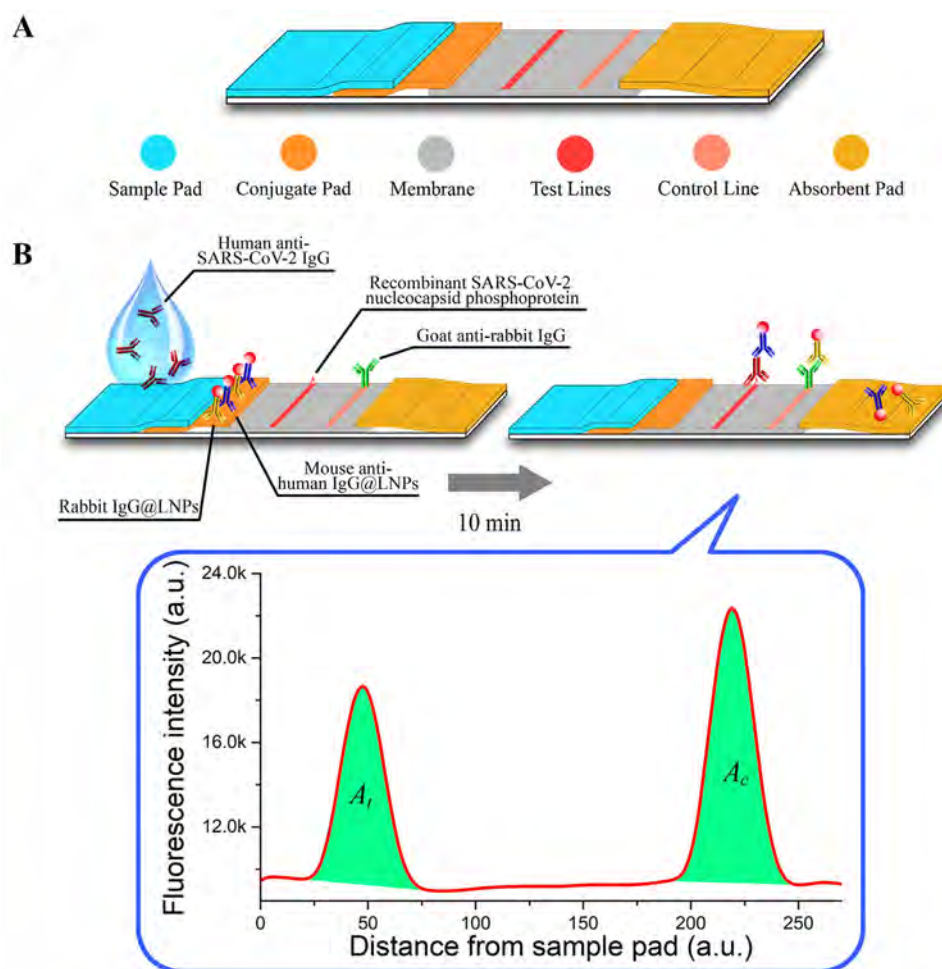 A
Sample Pad
Conjugate Pad
Membrane
Test Lines
Control Line
Absorbent Pad
B
Human anti-
SARS-CoV-2 IgG
Recombinant SARS-CoV-2
nucleocapsid phosphoprotein
Goat anti-rabbit IgG
Mouse anti-
human IgG@LNPs
Rabbit IgG@LNPs
10 min
24.0k
20.0k
16.0k
12.0k
Fluorescence intensity (a.u.)
At
Ac
0
50
100
150
200
250
Distance from sample pad (a.u.)